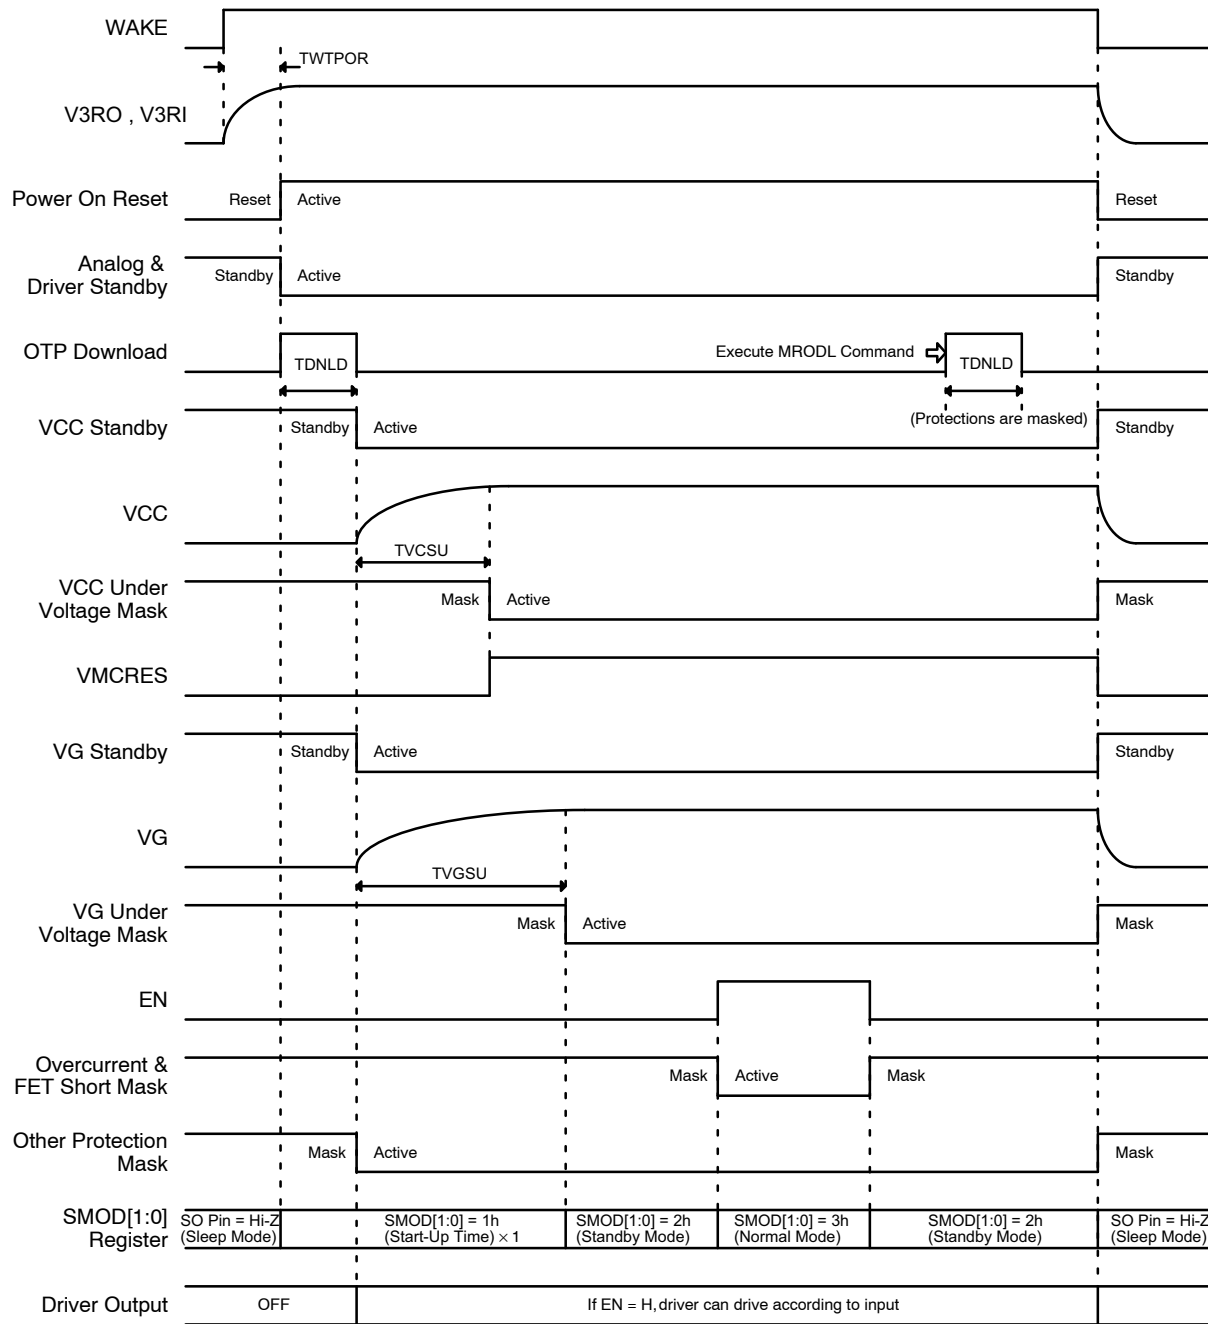 WAKE
TWTPOR
V3RO , V3RI
Power On Reset
Reset
Active
Reset
Analog &
Driver Standby
Standby
Active
Standby
OTP Download
TDNLD
Execute MRODL Command
TDNLD
(Protections are masked)
VCC Standby
Standby
Active
Standby
VCC
TVCSU
VCC Under
Voltage Mask
Mask
Active
Mask
VMCRES
VG Standby
Standby
Active
Standby
VG
TVGSU
VG Under
Voltage Mask
Mask
Active
Mask
EN
Overcurrent &
FET Short Mask
Mask
Active
Mask
Other Protection
Mask
Mask
Active
Mask
SMOD[1:0]
Register
SO Pin = Hi-Z
(Sleep Mode)
SMOD[1:0] = 1h
(Start-Up Time) × 1
SMOD[1:0] = 2h
(Standby Mode)
SMOD[1:0] = 3h
(Normal Mode)
SMOD[1:0] = 2h
(Standby Mode)
SO Pin = Hi-Z
(Sleep Mode)
Driver Output
OFF
If EN = H, driver can drive according to input